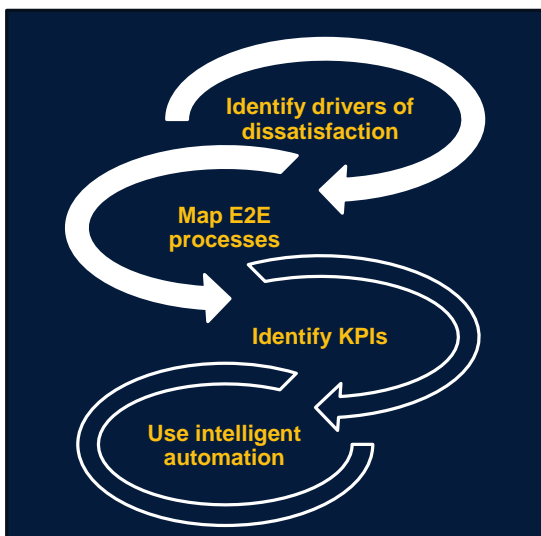 Identify drivers of
dissatisfaction
Map E2E
processes
Identify KPIs
Use intelligent
automation